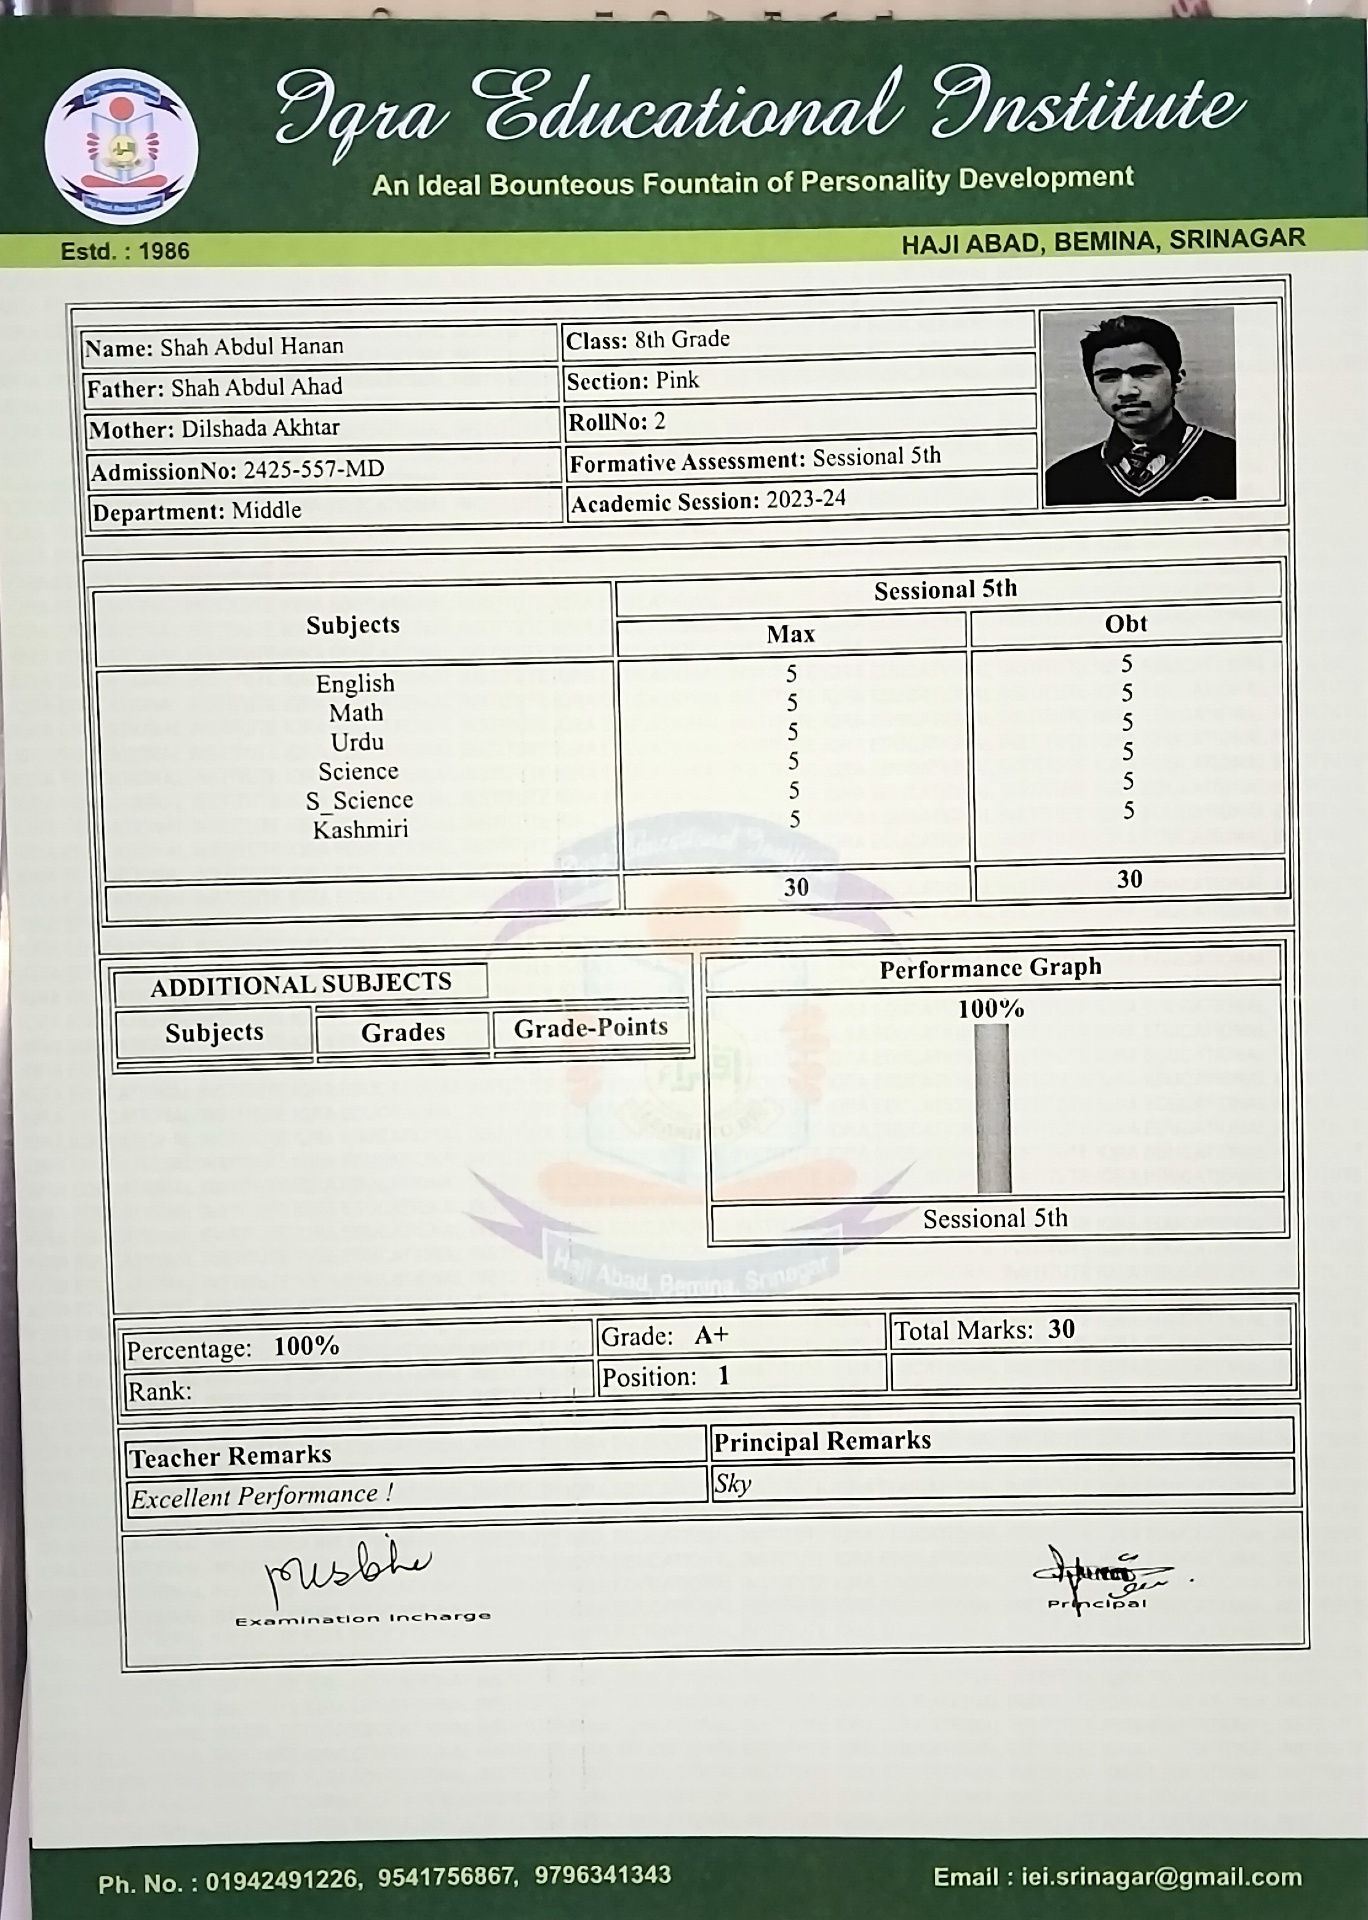 Iqra Educational Institute
An Ideal Bounteous Fountain of Personality Development
Estd. : 1986
HAJI ABAD, BEMINA, SRINAGAR
Name: Shah Abdul Hanan
Class: 8th Grade
Father: Shah Abdul Ahad
Section: Pink
Mother: Dilshada Akhtar
RollNo: 2
AdmissionNo: 2425-557-MD
Formative Assessment: Sessional 5th
Department: Middle
Academic Session: 2023-24
Subjects
Sessional 5th
Max Obt
English 5 5
Math 5 5
Urdu 5 5
Science 5 5
S_Science 5 5
Kashmiri 5 5
30 30
ADDITIONAL SUBJECTS
Subjects Grades Grade-Points
Performance Graph
100%
Sessional 5th
Haji Abad, Bemina, Srinagar
Percentage: 100%
Grade: A+
Total Marks: 30
Rank:
Position: 1
Teacher Remarks
Principal Remarks
Excellent Performance !
Sky
Examination Incharge
Principal
Ph. No. : 01942491226, 9541756867, 9796341343
Email : iei.srinagar@gmail.com